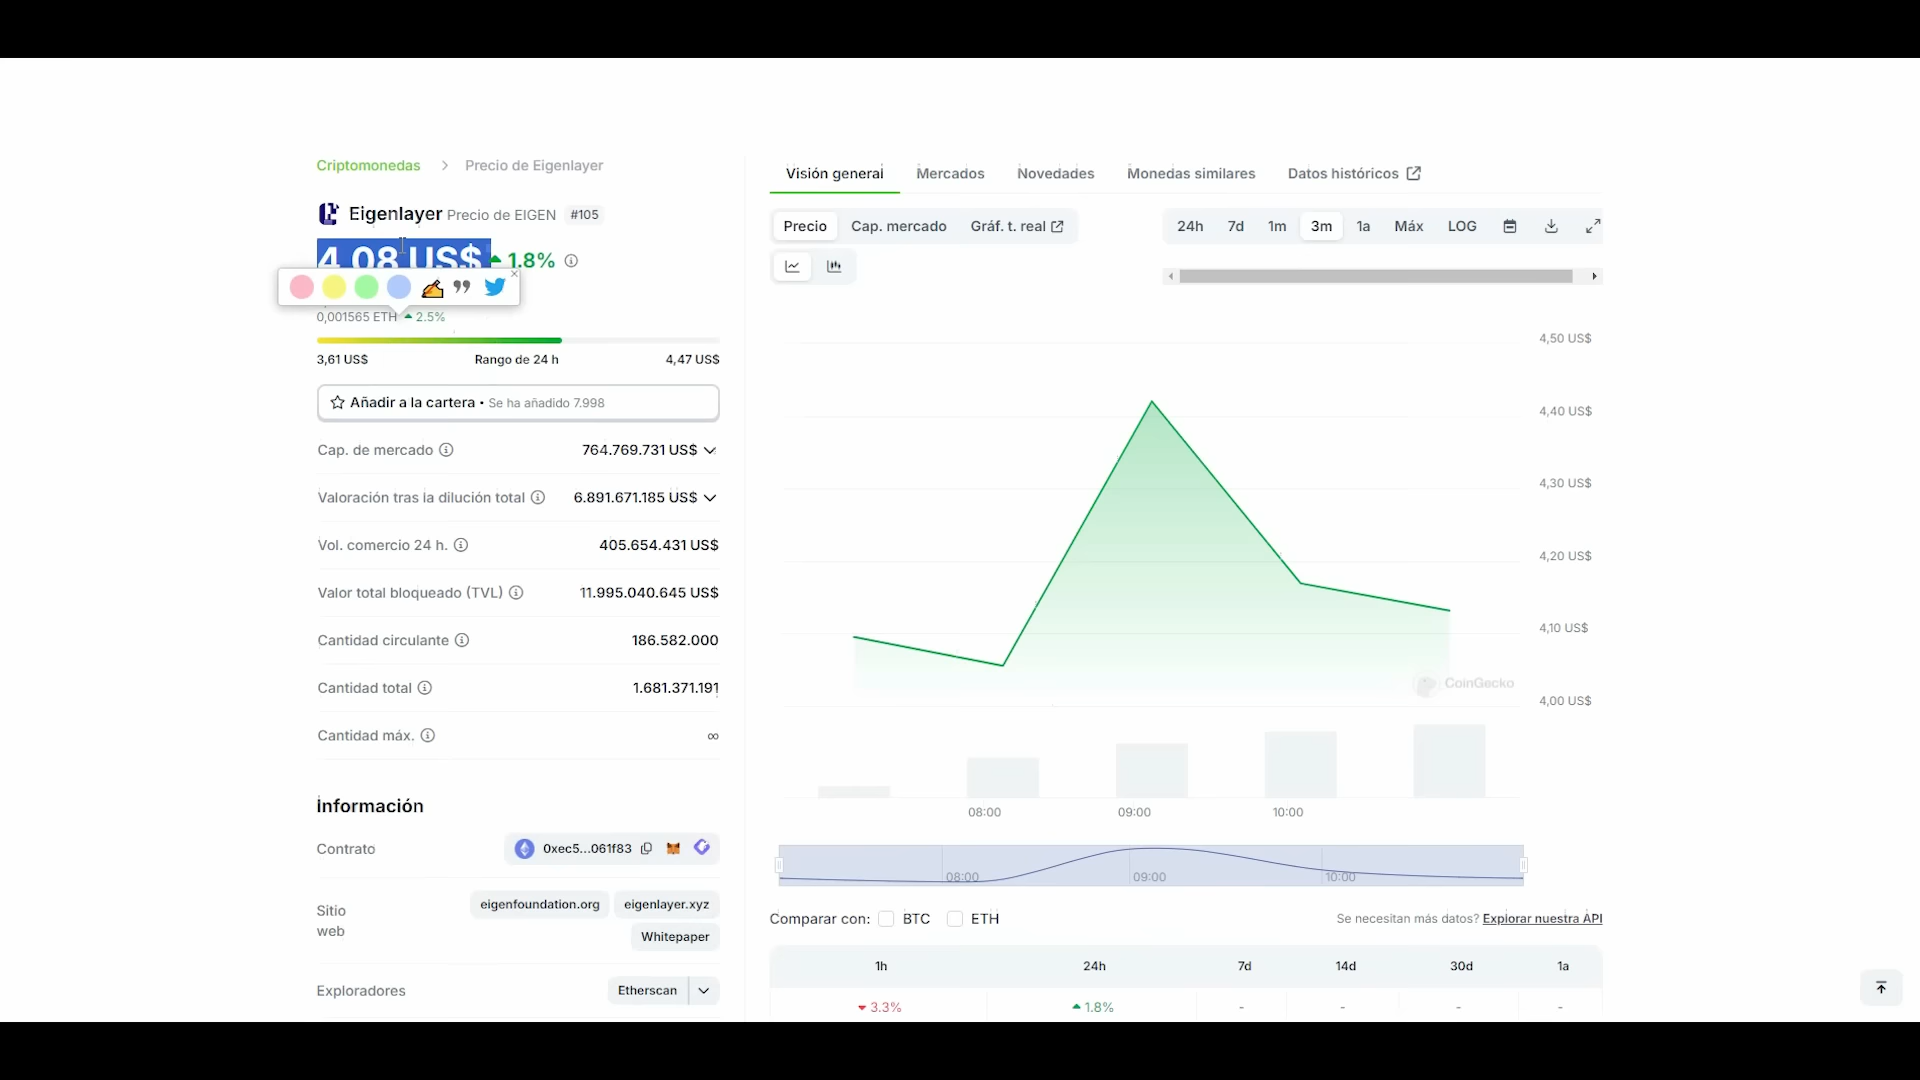 Criptomonedas > Precio de Eigenlayer
Eigenlayer Precio de EIGEN #105
4,08 US$ 1.8%
0,001565 ETH 2.5%
3,61 US$ Rango de 24 h 4,47 US$
Añadir a la cartera • Se ha añadido 7.998
Cap. de mercado 764.769.731 US$
Valoración tras la dilución total 6.891.671.185 US$
Vol. comercio 24 h. 405.654.431 US$
Valor total bloqueado (TVL) 11.995.040.645 US$
Cantidad circulante 186.582.000
Cantidad total 1.681.371.191
Cantidad máx. ∞
Información
Contrato 0xec5...061f83
Sitio web eigenfoundation.org eigenlayer.xyz
Whitepaper
Exploradores Etherscan
Visión general Mercados Novedades Monedas similares Datos históricos
Precio Cap. mercado Gráf. t. real 24h 7d 1m 3m 1a Máx LOG
4,50 US$
4,40 US$
4,30 US$
4,20 US$
4,10 US$
CoinGecko
4,00 US$
08:00 09:00 10:00
08:00 09:00 10:00
Comparar con: BTC ETH Se necesitan más datos? Explorar nuestra API
1h 24h 7d 14d 30d 1a
3.3% 1.8% - - - -